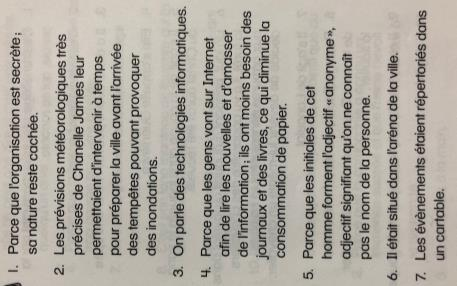 1. Parce que l'organisation est secrète ;
sa nature reste cachée.
2. Les prévisions météorologiques très
précises de Chanelle James leur
permettaient d'intervenir à temps
pour préparer la ville avant l'arrivée
des tempêtes pouvant provoquer
des inondations.
3. On parle des technologies informatiques.
4. Parce que les gens vont sur Internet
afin de lire les nouvelles et d'amasser
de l'information ; ils ont moins besoin des
journaux et des livres, ce qui diminue la
consommation de papier.
5. Parce que les initiales de cet
homme forment l'adjectif « anonyme »,
adjectif signifiant qu'on ne connaît
pas le nom de la personne.
6. Il était situé dans l'aréna de la ville.
7. Les évènements étaient répertoriés dans
un cartable.